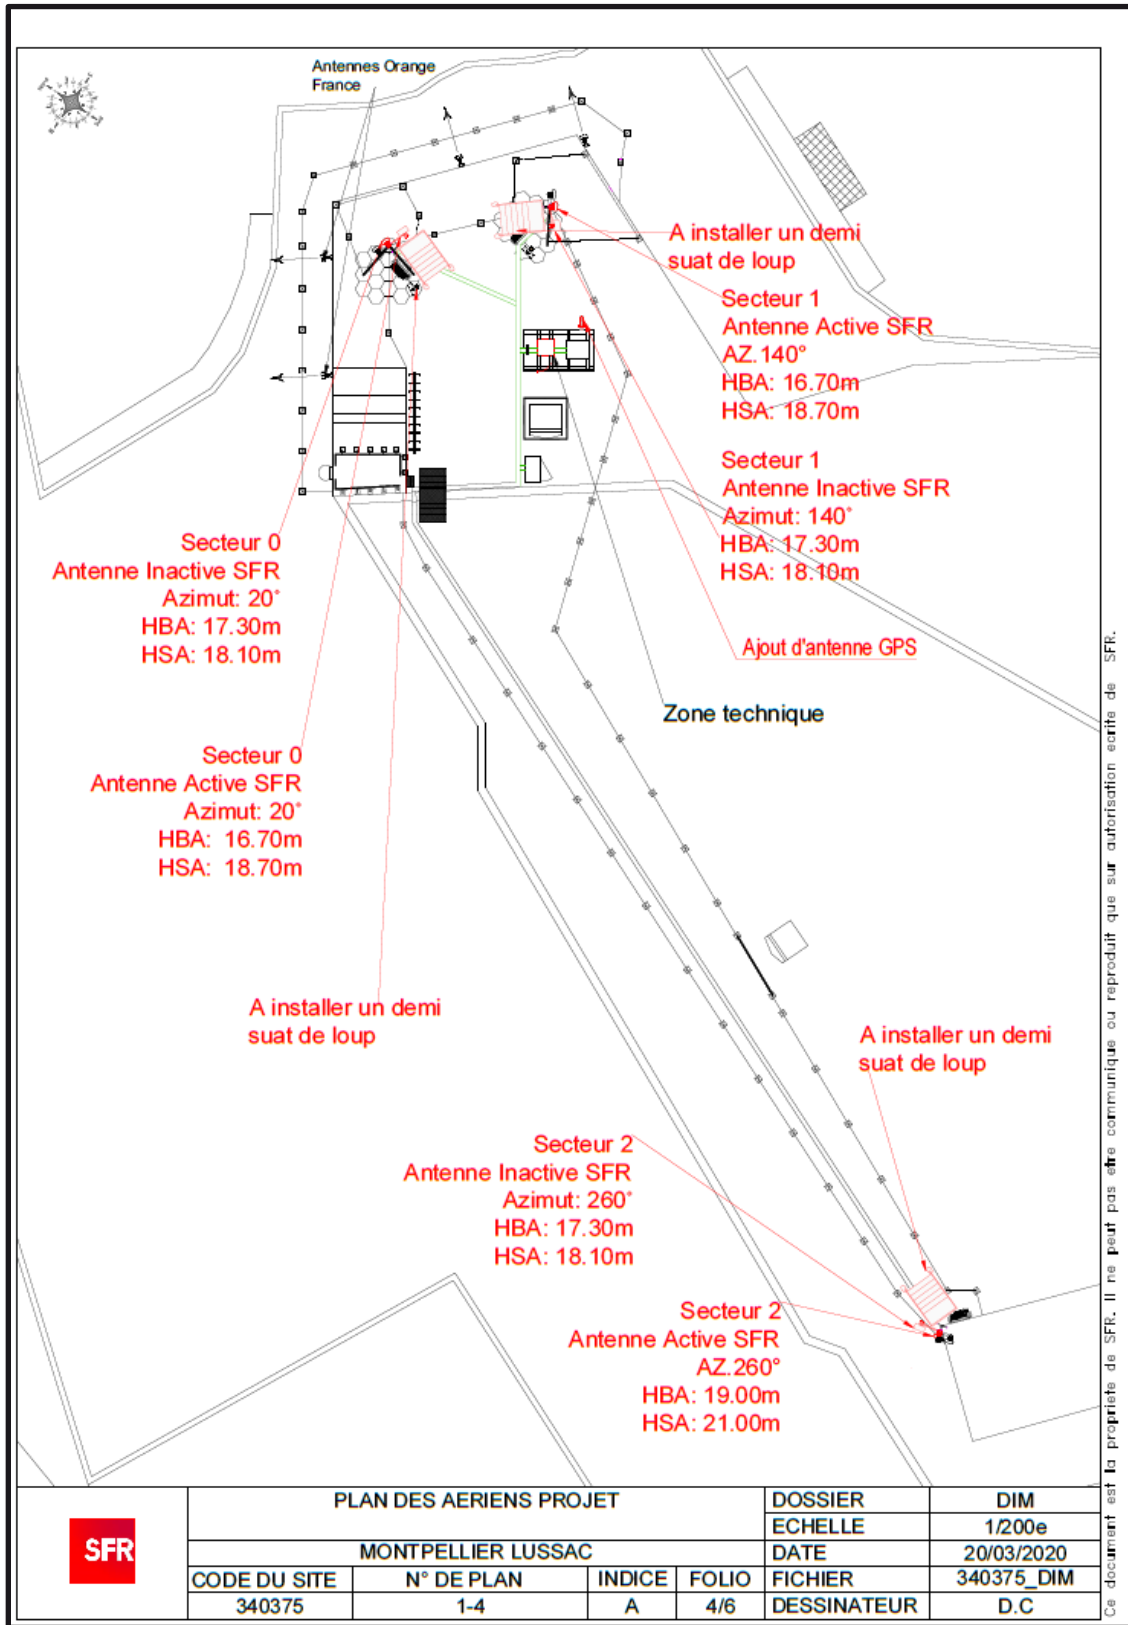 Antennes Orange
France
A installer un demi
suat de loup
Secteur 1
Antenne Active SFR
AZ.140°
HBA: 16.70m
HSA: 18.70m
Secteur 1
Antenne Inactive SFR
Azimut: 140°
HBA: 17.30m
HSA: 18.10m
Secteur 0
Antenne Inactive SFR
Azimut: 20°
HBA: 17.30m
HSA: 18.10m
Ajout d'antenne GPS
Zone technique
Secteur 0
Antenne Active SFR
Azimut: 20°
HBA: 16.70m
HSA: 18.70m
A installer un demi
suat de loup
A installer un demi
suat de loup
Secteur 2
Antenne Inactive SFR
Azimut: 260°
HBA: 17.30m
HSA: 18.10m
Secteur 2
Antenne Active SFR
AZ.260°
HBA: 19.00m
HSA: 21.00m
Ce document est la propriete de SFR. Il ne peut pas etre communique ou reproduit que sur autorisation ecrite de SFR.
SFR
PLAN DES AERIENS PROJET
MONTPELLIER LUSSAC
DOSSIER DIM
ECHELLE 1/200e
DATE 20/03/2020
CODE DU SITE N° DE PLAN INDICE FOLIO FICHIER 340375_DIM
340375 1-4 A 4/6 DESSINATEUR D.C